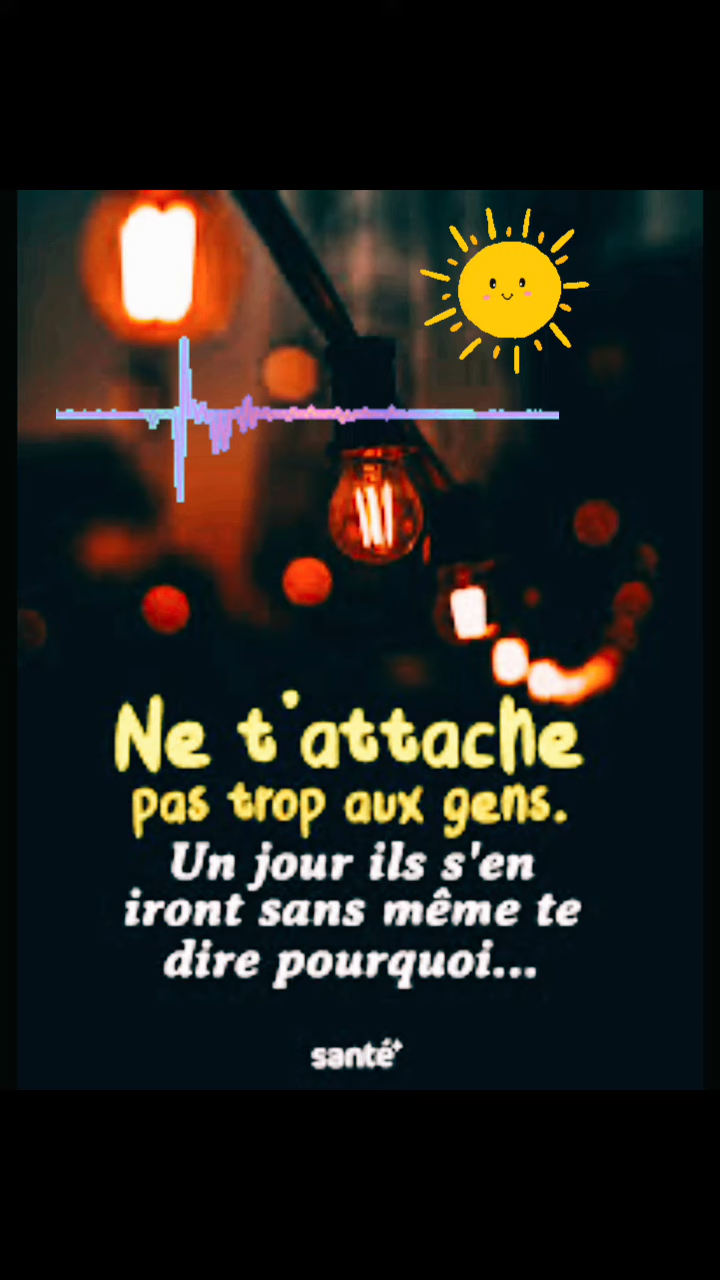 Ne t'attache
pas trop aux gens.
Un jour ils s'en
iront sans même te
dire pourquoi...
santé+